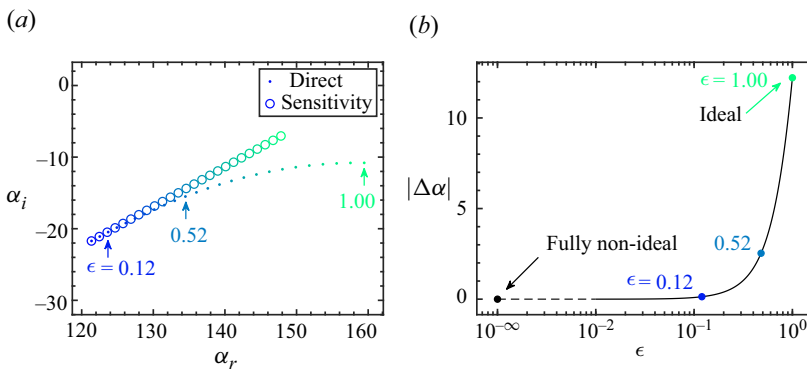 (a)
0
−10
−20
−30
α_i
Direct
Sensitivity
ϵ = 0.12
0.52
1.00
120
130
140
150
160
α_r
(b)
10
5
0
|Δα|
ϵ = 1.00
Ideal
0.52
ϵ = 0.12
Fully non-ideal
10^−∞
10^−2
10^−1
10^0
ϵ